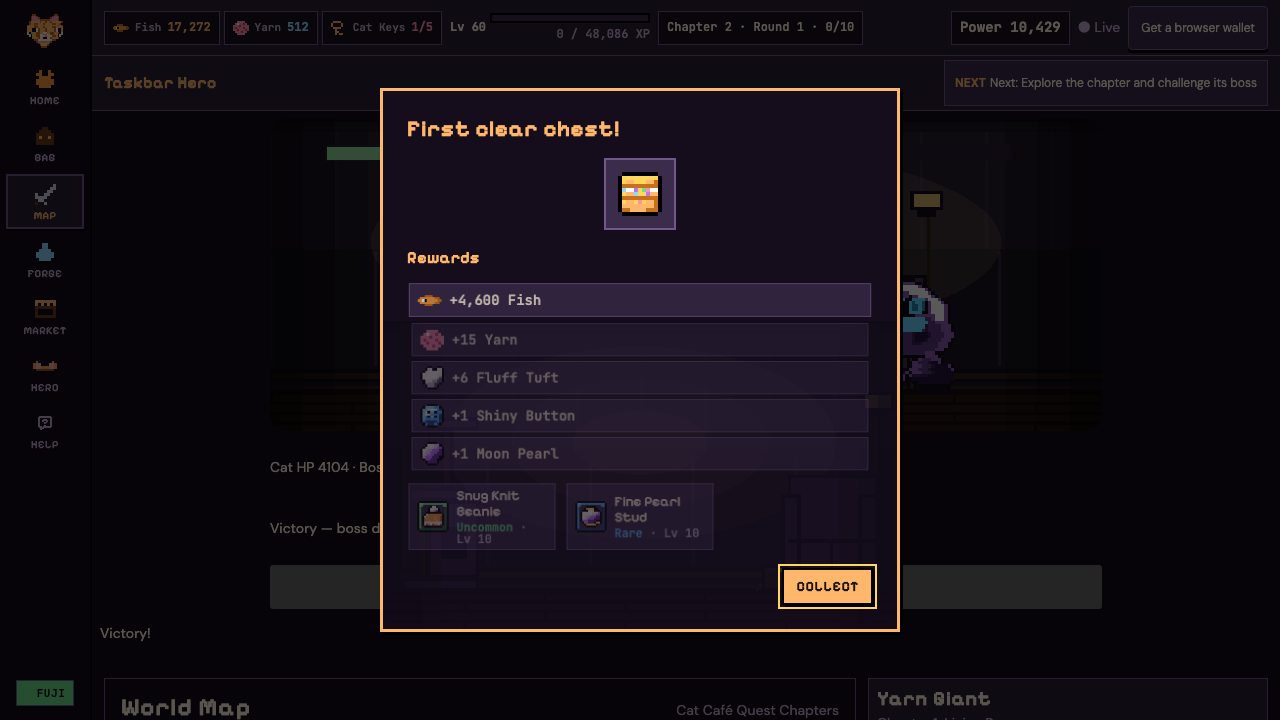 Fish 17,272
Yarn 512
Cat Keys 1/5
Lv 60
0 / 48,086 XP
Chapter 2 · Round 1 · 0/10
Power 10,429
Live
Get a browser wallet
HOME
BAG
MAP
FORGE
MARKET
HERO
HELP
FUJI
Taskbar Hero
NEXT Next: Explore the chapter and challenge its boss
First clear chest!
Rewards
+4,600 Fish
+15 Yarn
+6 Fluff Tuft
+1 Shiny Button
+1 Moon Pearl
Snug Knit
Beanie
Uncommon ·
Lv 10
Fine Pearl
Stud
Rare · Lv 10
COLLECT
Cat HP 4104 · Bos
Victory — boss d
Victory!
World Map
Cat Café Quest Chapters
Yarn Giant